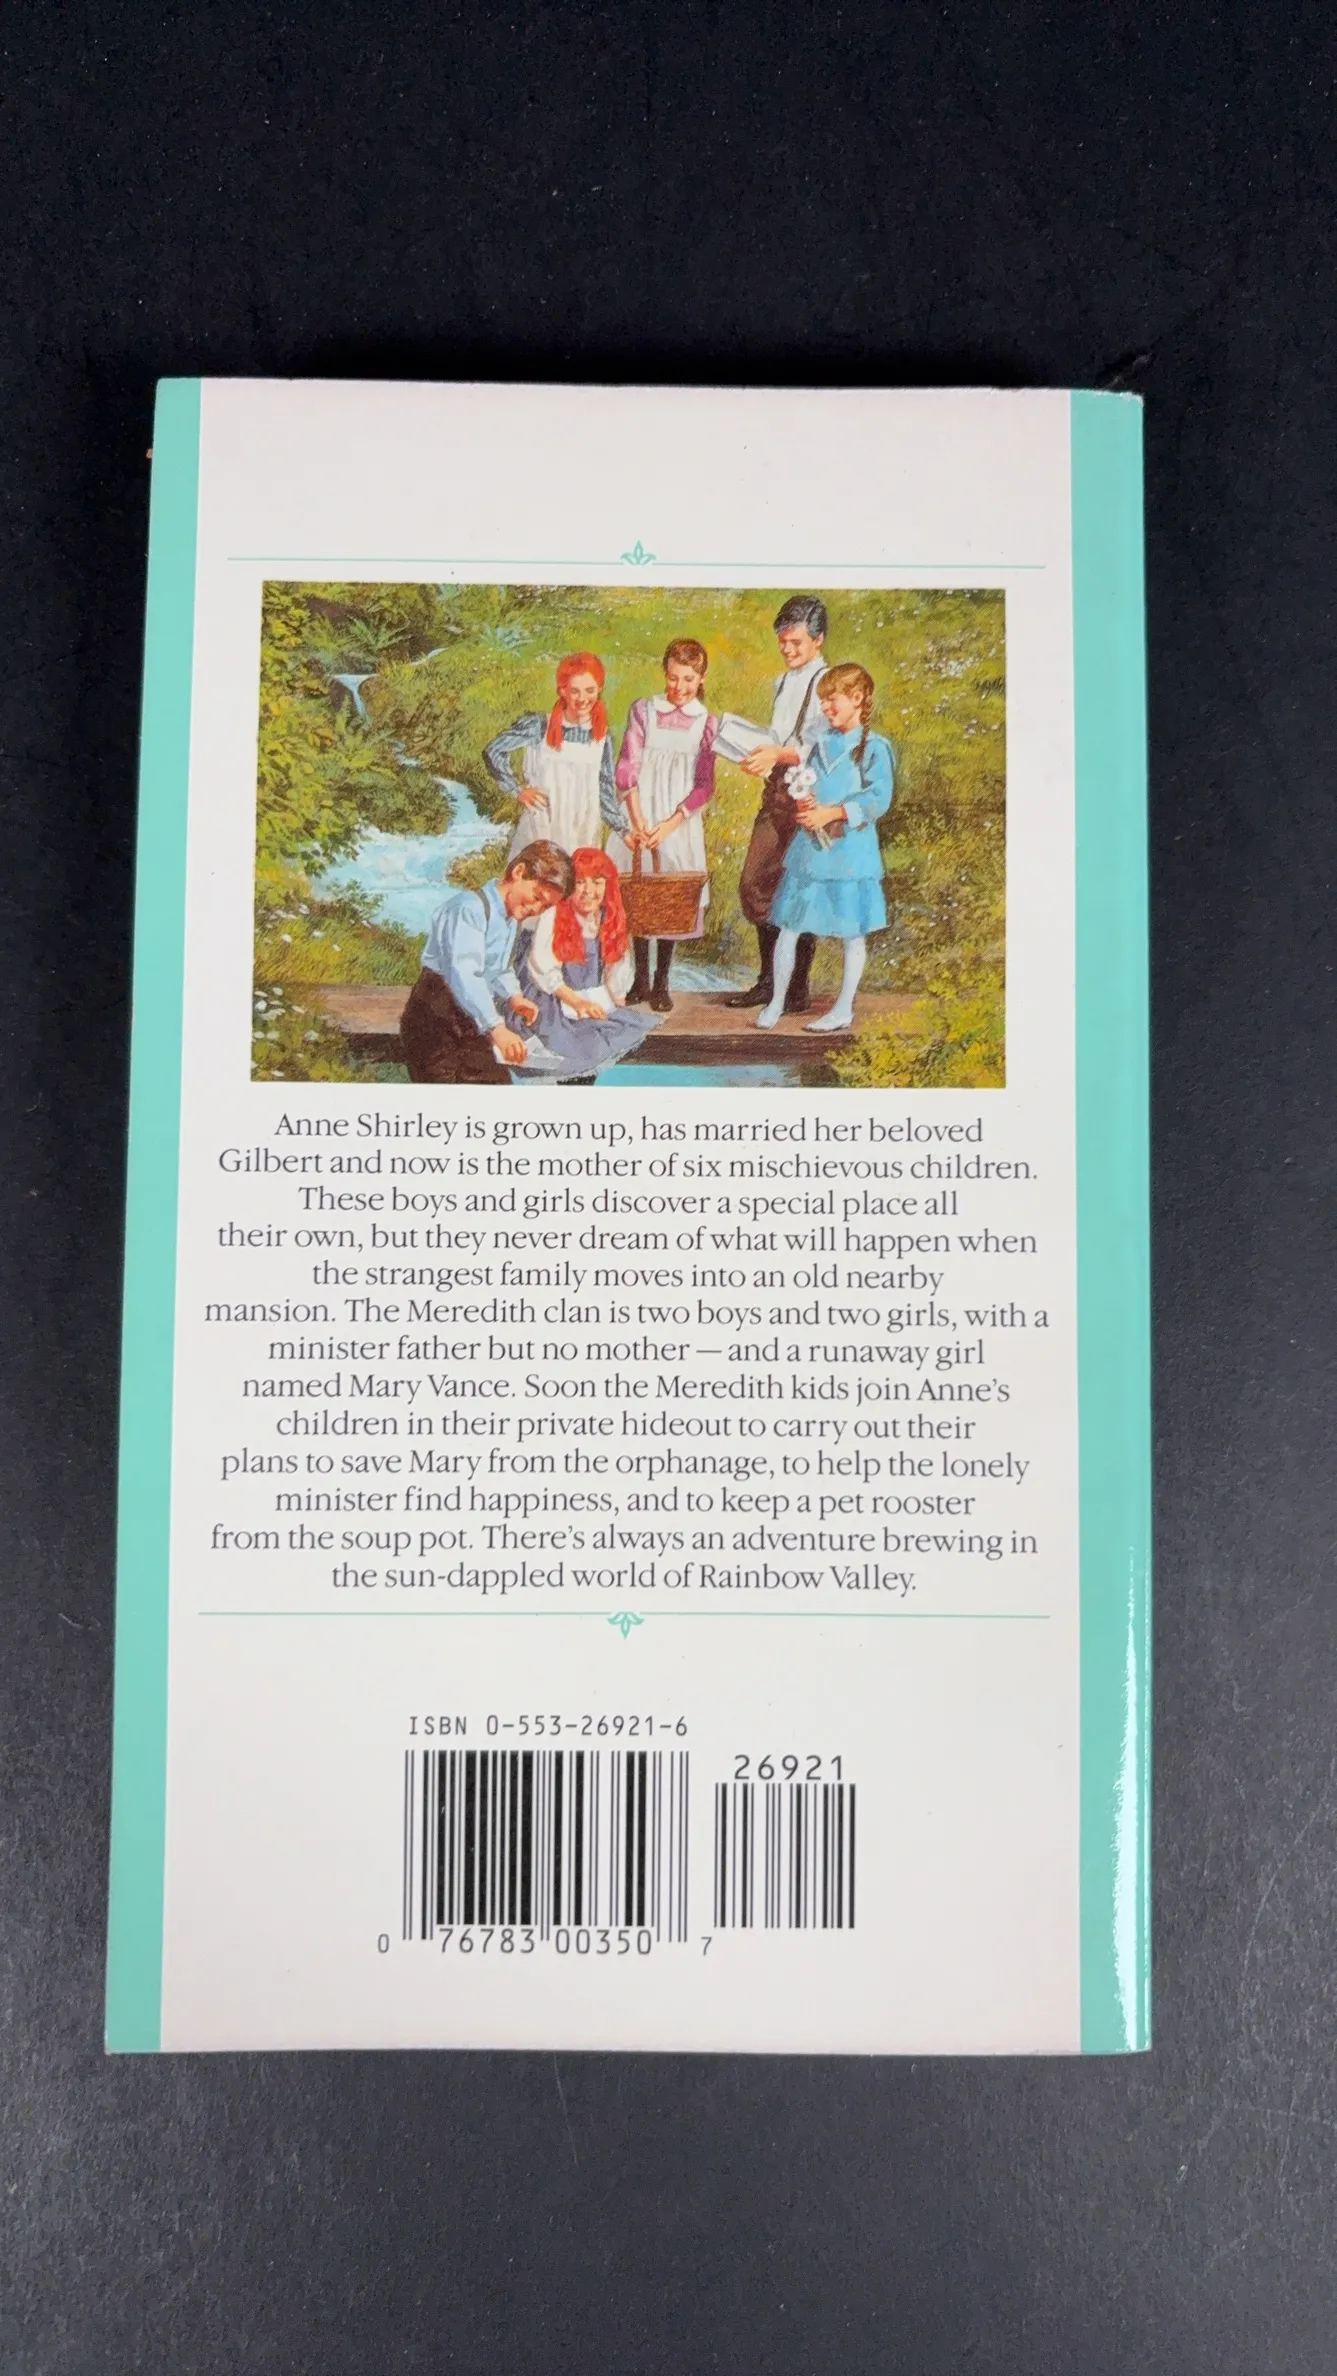 Anne Shirley is grown up, has married her beloved
Gilbert and now is the mother of six mischievous children.
These boys and girls discover a special place all
their own, but they never dream of what will happen when
the strangest family moves into an old nearby
mansion. The Meredith clan is two boys and two girls, with a
minister father but no mother — and a runaway girl
named Mary Vance. Soon the Meredith kids join Anne's
children in their private hideout to carry out their
plans to save Mary from the orphanage, to help the lonely
minister find happiness, and to keep a pet rooster
from the soup pot. There's always an adventure brewing in
the sun-dappled world of Rainbow Valley.
ISBN 0-553-26921-6
26921
0 76783 00350 7